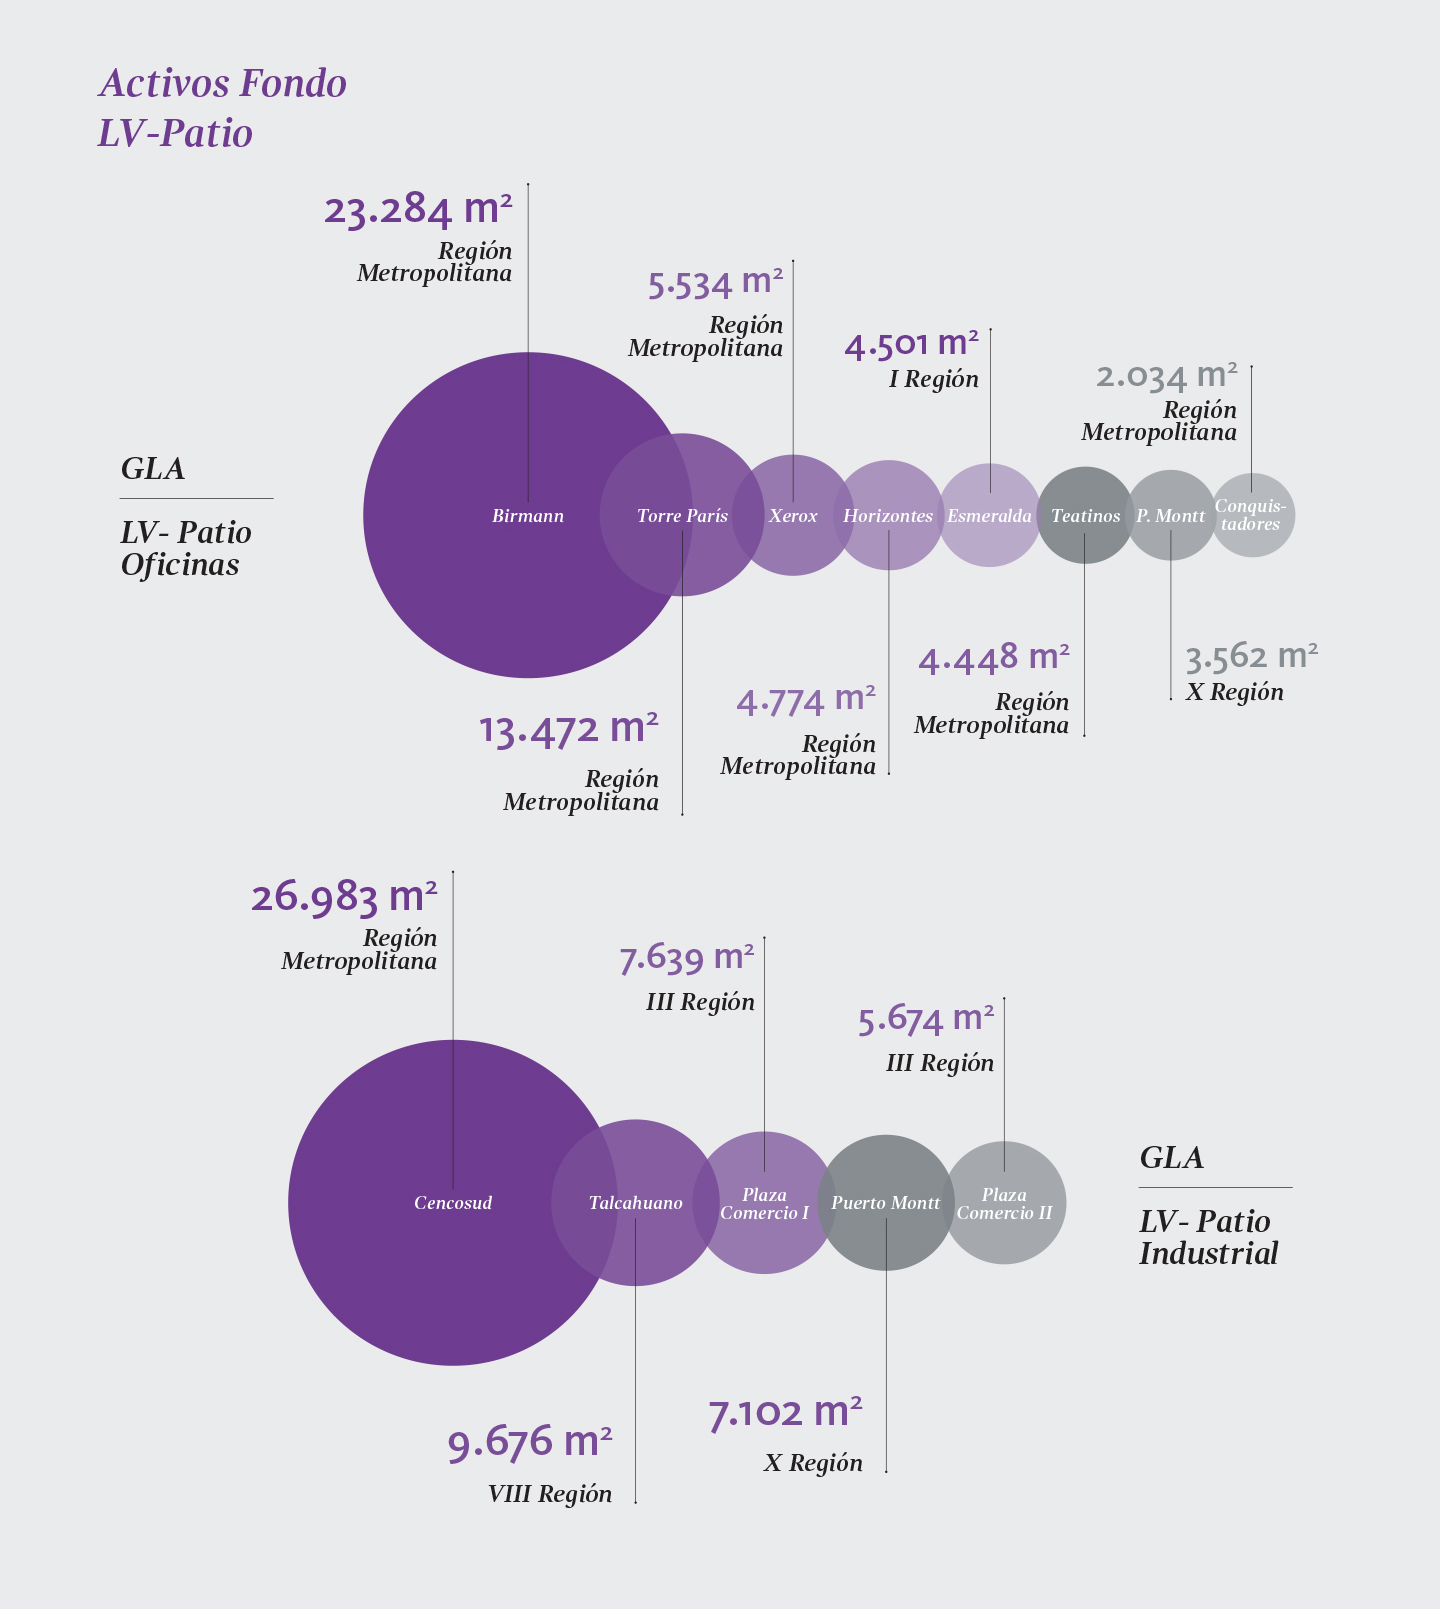 Activos Fondo
LV-Patio
23.284 m²
Región
Metropolitana
5.534 m²
Región
Metropolitana
4.501 m²
I Región
2.034 m²
Región
Metropolitana
GLA
LV- Patio
Oficinas
Birmann
Torre París
Xerox
Horizontes
Esmeralda
Teatinos
P. Montt
Conquis-
tadores
13.472 m²
Región
Metropolitana
4.774 m²
Región
Metropolitana
4.448 m²
Región
Metropolitana
3.562 m²
X Región
26.983 m²
Región
Metropolitana
7.639 m²
III Región
5.674 m²
III Región
Cencosud
Talcahuano
Plaza
Comercio I
Puerto Montt
Plaza
Comercio II
GLA
LV- Patio
Industrial
9.676 m²
VIII Región
7.102 m²
X Región